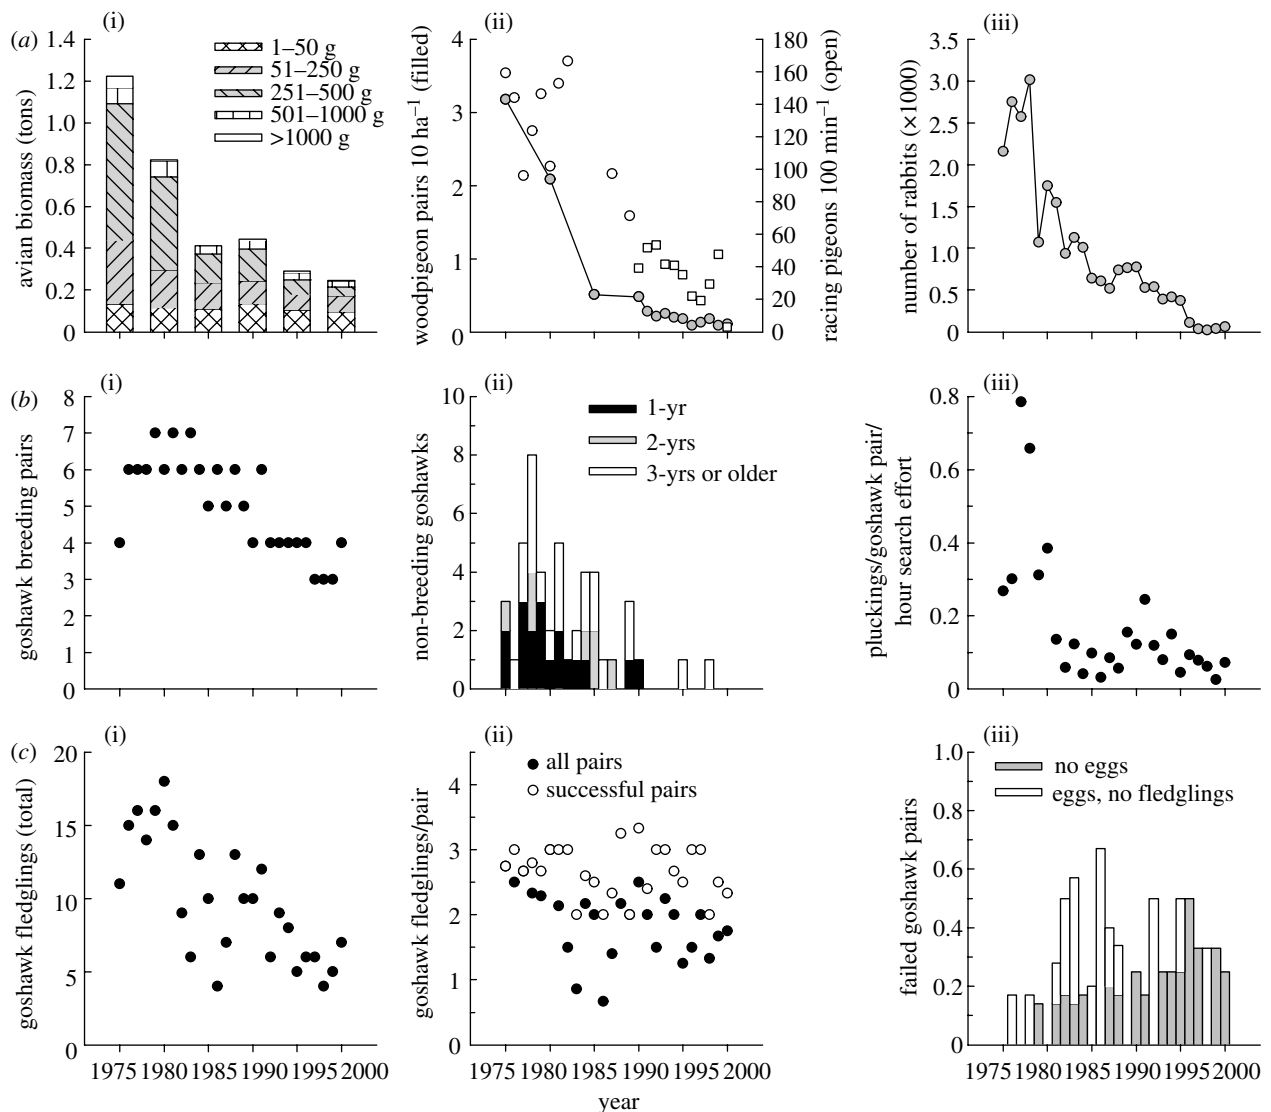 (a)
(i)
avian biomass (tons)
1.4
1.2
1.0
0.8
0.6
0.4
0.2
0
1–50 g
51–250 g
251–500 g
501–1000 g
>1000 g
(ii)
woodpigeon pairs 10 ha⁻¹ (filled)
4
3
2
1
0
180
160
140
120
100
80
60
40
20
0
racing pigeons 100 min⁻¹ (open)
(iii)
number of rabbits (×1000)
3.5
3.0
2.5
2.0
1.5
1.0
0.5
0
(b)
(i)
goshawk breeding pairs
8
7
6
5
4
3
2
1
0
(ii)
non-breeding goshawks
10
8
6
4
2
0
1-yr
2-yrs
3-yrs or older
(iii)
pluckings/goshawk pair/
hour search effort
0.8
0.6
0.4
0.2
0
(c)
(i)
goshawk fledglings (total)
20
15
10
5
0
1975 1980 1985 1990 1995 2000
(ii)
goshawk fledglings/pair
4
3
2
1
0
all pairs
successful pairs
1975 1980 1985 1990 1995 2000
year
(iii)
failed goshawk pairs
1.0
0.8
0.6
0.4
0.2
0
no eggs
eggs, no fledglings
1975 1980 1985 1990 1995 2000